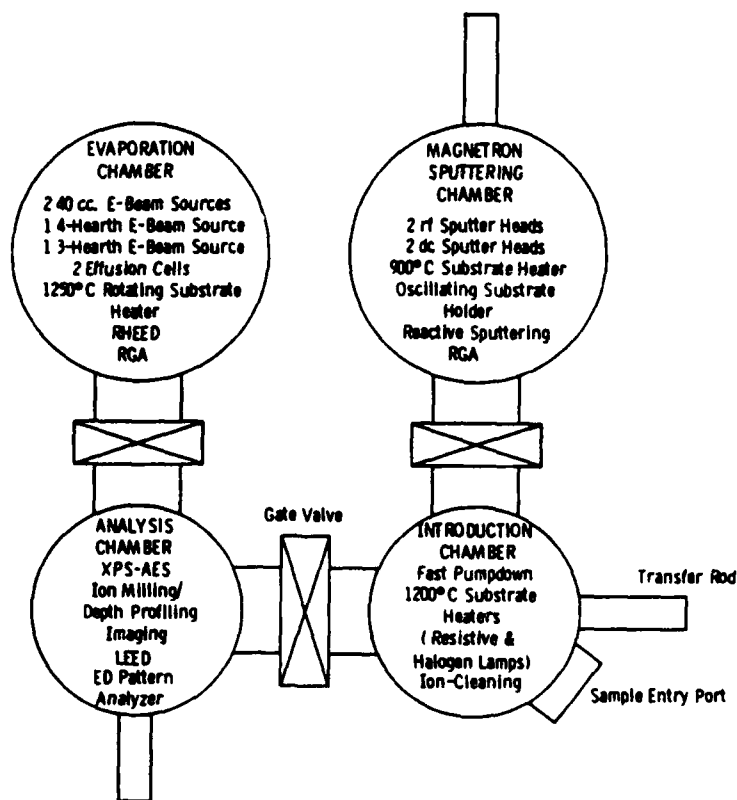 EVAPORATION
CHAMBER
2 40 cc. E-Beam Sources
1 4-Hearth E-Beam Source
1 3-Hearth E-Beam Source
2 Effusion Cells
1250°C Rotating Substrate
Heater
RHEED
RGA
MAGNETRON
SPUTTERING
CHAMBER
2 rf Sputter Heads
2 dc Sputter Heads
900°C Substrate Heater
Oscillating Substrate
Holder
Reactive Sputtering
RGA
ANALYSIS
CHAMBER
XPS-AES
Ion Milling/
Depth Profiling
Imaging
LEED
ED Pattern
Analyzer
Gate Valve
INTRODUCTION
CHAMBER
Fast Pumpdown
1200°C Substrate
Heaters
( Resistive &
Halogen Lamps)
Ion-Cleaning
Transfer Rod
Sample Entry Port